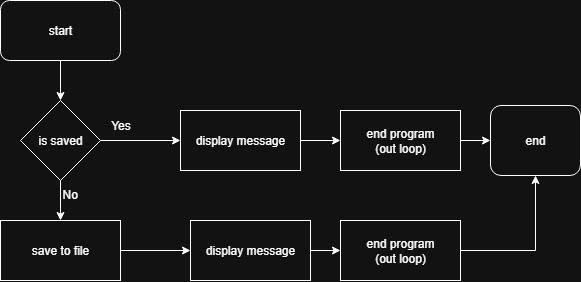 start
is saved
Yes
display message
end program
(out loop)
end
No
save to file
display message
end program
(out loop)